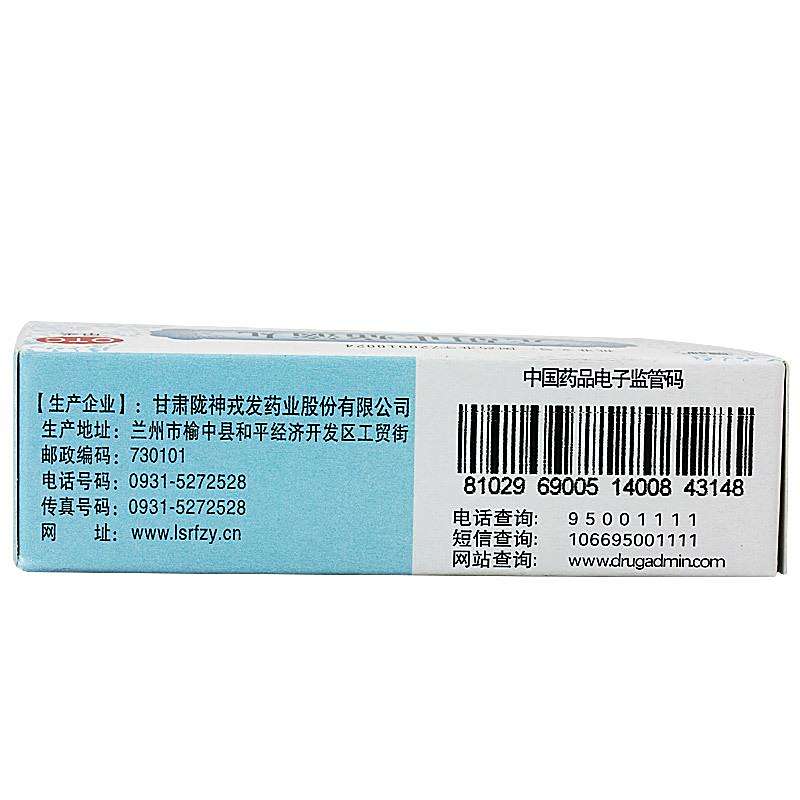 OTC
【生产企业】：甘肃陇神戎发药业股份有限公司
生产地址：兰州市榆中县和平经济开发区工贸街
邮政编码：730101
电话号码：0931-5272528
传真号码：0931-5272528
网 址：www.lsrfzy.cn
中国药品电子监管码
81029 69005 14008 43148
电话查询: 95001111
短信查询: 106695001111
网站查询: www.drugadmin.com